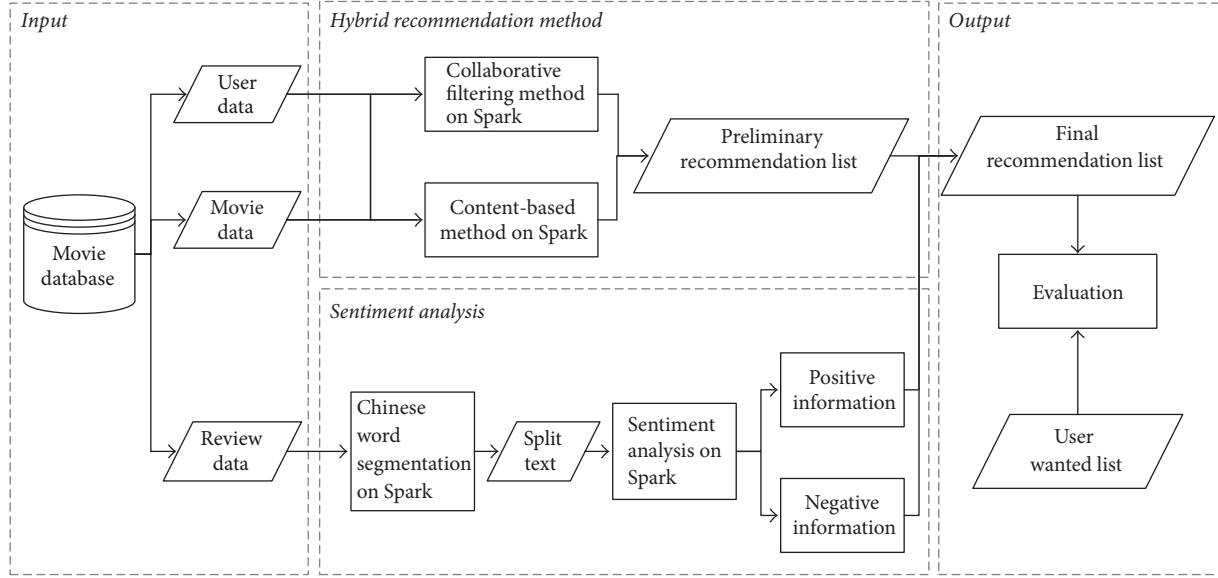 Input
User
data
Movie
data
Movie
database
Review
data
Hybrid recommendation method
Collaborative
filtering method
on Spark
Content-based
method on Spark
Preliminary
recommendation list
Sentiment analysis
Chinese
word
segmentation
on Spark
Split
text
Sentiment
analysis on
Spark
Positive
information
Negative
information
Output
Final
recommendation list
Evaluation
User
wanted list